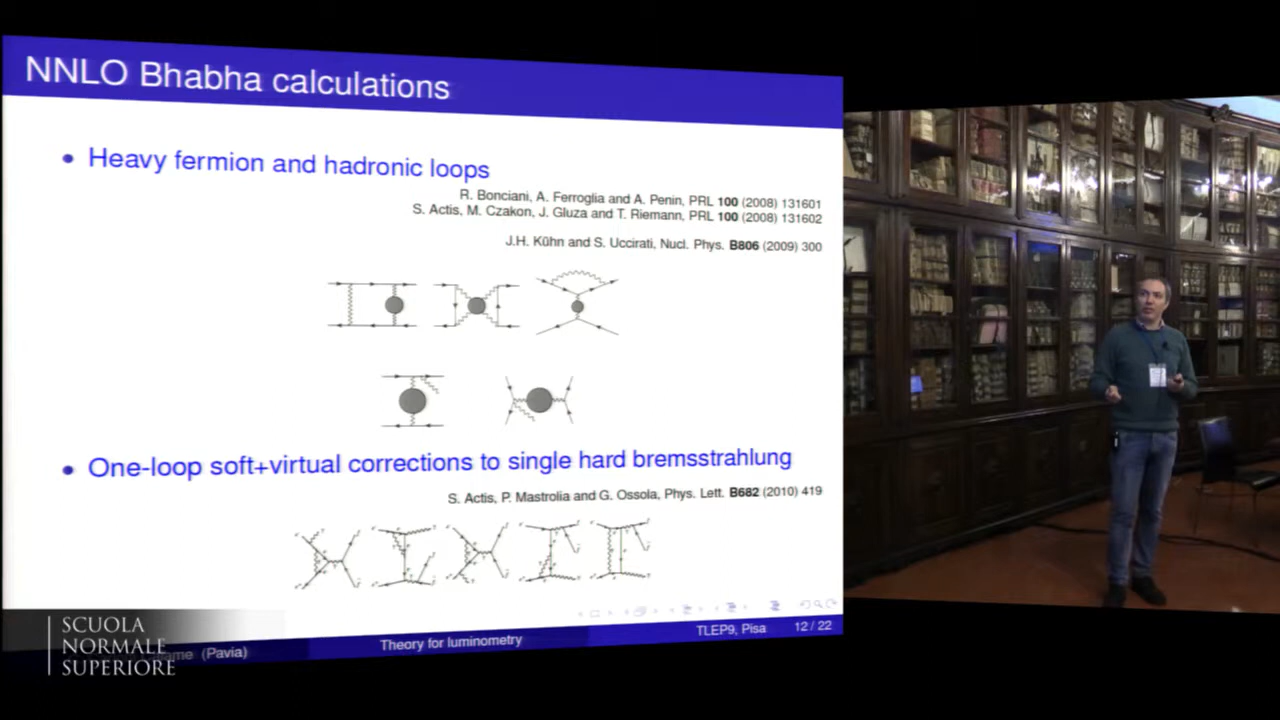 NNLO Bhabha calculations
• Heavy fermion and hadronic loops
R. Bonciani, A. Ferroglia and A. Penin, PRL 100 (2008) 131601
S. Actis, M. Czakon, J. Gluza and T. Riemann, PRL 100 (2008) 131602
J.H. Kühn and S. Uccirati, Nucl. Phys. B806 (2009) 300
• One-loop soft+virtual corrections to single hard bremsstrahlung
S. Actis, P. Mastrolia and G. Ossola, Phys. Lett. B682 (2010) 419
(Pavia)
Theory for luminometry
TLEP9, Pisa
12 / 22
SCUOLA
NORMALE
SUPERIORE